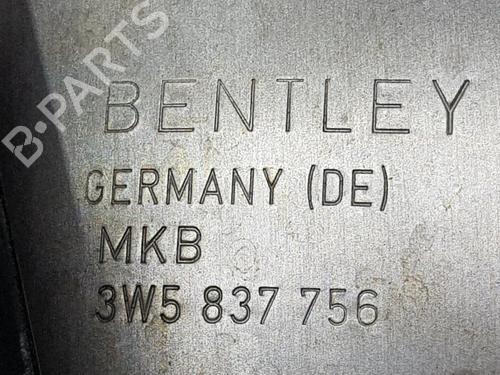 B-PARTS
BENTLEY
GERMANY (DE)
MKB
3W5 837 756